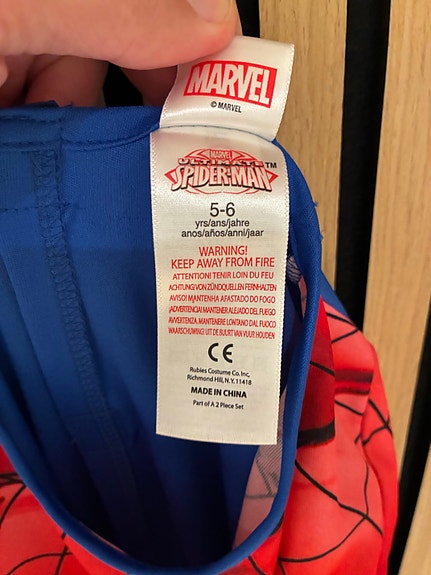 MARVEL
© MARVEL
MARVEL
ULTIMATE
SPIDER-MAN™
5-6
yrs/ans/jahre
anos/años/anni/jaar
WARNING!
KEEP AWAY FROM FIRE
ATTENTION! TENIR LOIN DU FEU
ACHTUNG! VON ZÜNDQUELLEN FERNHALTEN
AVISO! MANTENHA AFASTADO DO FOGO
¡ADVERTENCIA! MANTENER ALEJADO DEL FUEGO
AVVERTENZA. MANTENERE LONTANO DAL FUOCO
WAARSCHUWING! UIT DE BUURT VAN VUUR HOUDEN
CE
Rubies Costume Co. Inc,
Richmond Hill, N.Y. 11418
MADE IN CHINA
Part of A 2 Piece Set